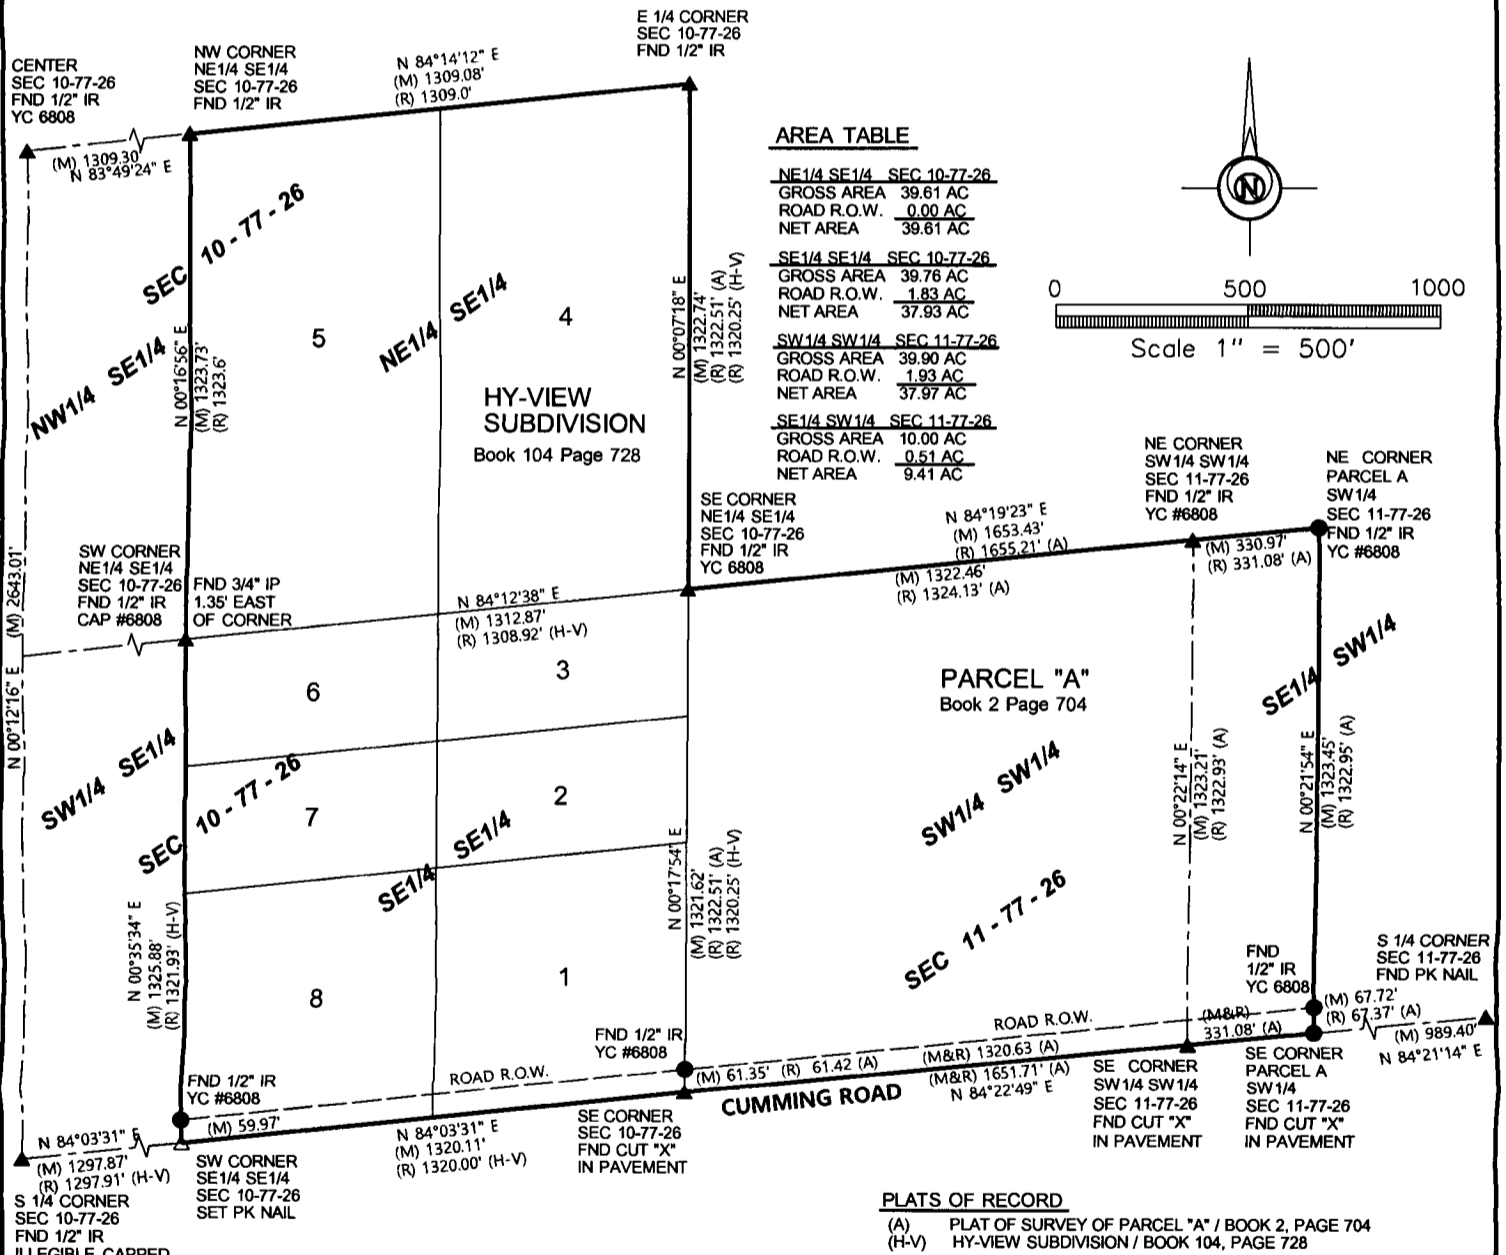 E 1/4 CORNER
SEC 10-77-26
FND 1/2" IR
NW CORNER
NE1/4 SE1/4
SEC 10-77-26
FND 1/2" IR
CENTER
SEC 10-77-26
FND 1/2" IR
YC 6808
N 84°14'12" E
(M) 1309.08'
(R) 1309.0'
(M) 1309.30'
N 83°49'24" E
AREA TABLE
NE1/4 SE1/4 SEC 10-77-26
GROSS AREA 39.61 AC
ROAD R.O.W. 0.00 AC
NET AREA 39.61 AC
SE1/4 SE1/4 SEC 10-77-26
GROSS AREA 39.76 AC
ROAD R.O.W. 1.83 AC
NET AREA 37.93 AC
SW1/4 SW1/4 SEC 11-77-26
GROSS AREA 39.90 AC
ROAD R.O.W. 1.93 AC
NET AREA 37.97 AC
SE1/4 SW1/4 SEC 11-77-26
GROSS AREA 10.00 AC
ROAD R.O.W. 0.51 AC
NET AREA 9.41 AC
N
0 500 1000
Scale 1" = 500'
SEC 10 - 77 - 26
NW1/4 SE1/4
N 00°16'56" E
(M) 1323.73'
(R) 1323.6'
5
NE1/4 SE1/4
4
HY-VIEW
SUBDIVISION
Book 104 Page 728
N 00°07'18" E
(M) 1322.74'
(R) 1322.51' (A)
(R) 1320.25' (H-V)
SE CORNER
NE1/4 SE1/4
SEC 10-77-26
FND 1/2" IR
YC 6808
NE CORNER
SW1/4 SW1/4
SEC 11-77-26
FND 1/2" IR
YC #6808
NE CORNER
PARCEL A
SW1/4
SEC 11-77-26
FND 1/2" IR
YC #6808
N 84°19'23" E
(M) 1653.43'
(R) 1655.21' (A)
(M) 1322.46'
(R) 1324.13' (A)
(M) 330.97'
(R) 331.08' (A)
SW CORNER
NE1/4 SE1/4
SEC 10-77-26
FND 1/2" IR
CAP #6808
FND 3/4" IP
1.35' EAST
OF CORNER
N 84°12'38" E
(M) 1312.87'
(R) 1308.92' (H-V)
N 00°12'16" E (M) 2643.01'
6
3
7
2
8
1
SW1/4 SE1/4
SEC 10 - 77 - 26
SE1/4 SE1/4
PARCEL "A"
Book 2 Page 704
SE1/4 SW1/4
SW1/4 SW1/4
SEC 11 - 77 - 26
N 00°22'14" E
(M) 1323.21'
(R) 1322.93' (A)
N 00°21'54" E
(M) 1323.45'
(R) 1322.95' (A)
N 00°17'54" E
(M) 1321.62'
(R) 1322.51' (A)
(R) 1320.25' (H-V)
N 00°35'34" E
(M) 1325.88'
(R) 1321.93' (H-V)
FND
1/2" IR
YC 6808
S 1/4 CORNER
SEC 11-77-26
FND PK NAIL
(M) 67.72'
(R) 67.37' (A)
(M) 989.40'
N 84°21'14" E
ROAD R.O.W.
(M&R)
331.08' (A)
FND 1/2" IR
YC #6808
(M) 61.35' (R) 61.42 (A)
(M&R) 1320.63 (A)
(M&R) 1651.71' (A)
N 84°22'49" E
CUMMING ROAD
ROAD R.O.W.
FND 1/2" IR
YC #6808
(M) 59.97'
SE CORNER
SW1/4 SW1/4
SEC 11-77-26
FND CUT "X"
IN PAVEMENT
SE CORNER
PARCEL A
SW1/4
SEC 11-77-26
FND CUT "X"
IN PAVEMENT
SE CORNER
SEC 10-77-26
FND CUT "X"
IN PAVEMENT
N 84°03'31" E
(M) 1320.11'
(R) 1320.00' (H-V)
N 84°03'31" E
(M) 1297.87'
(R) 1297.91' (H-V)
SW CORNER
SE1/4 SE1/4
SEC 10-77-26
SET PK NAIL
S 1/4 CORNER
SEC 10-77-26
FND 1/2" IR
ILLEGIBLE CAPPED
PLATS OF RECORD
(A) PLAT OF SURVEY OF PARCEL "A" / BOOK 2, PAGE 704
(H-V) HY-VIEW SUBDIVISION / BOOK 104, PAGE 728